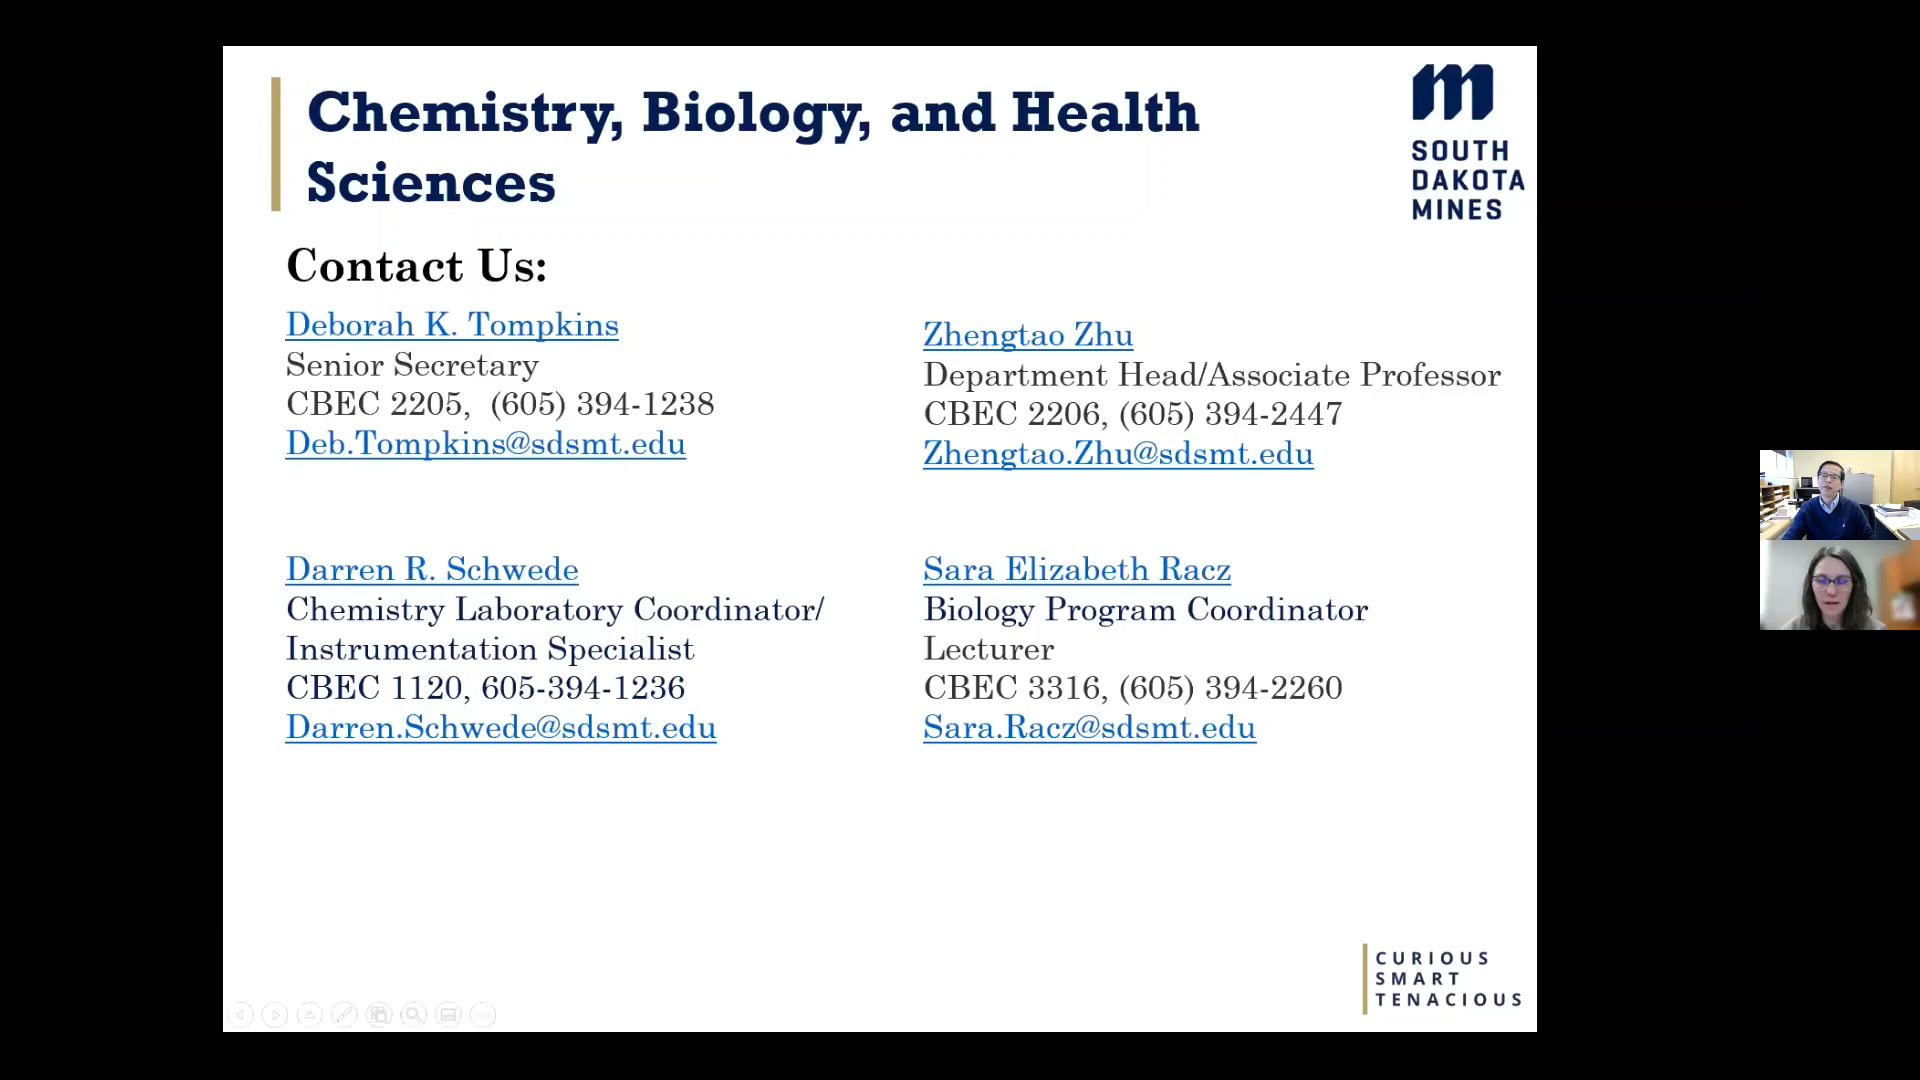 Chemistry, Biology, and Health
Sciences
SOUTH
DAKOTA
MINES
Contact Us:
Deborah K. Tompkins
Senior Secretary
CBEC 2205,  (605) 394-1238
Deb.Tompkins@sdsmt.edu
Zhengtao Zhu
Department Head/Associate Professor
CBEC 2206, (605) 394-2447
Zhengtao.Zhu@sdsmt.edu
Darren R. Schwede
Chemistry Laboratory Coordinator/
Instrumentation Specialist
CBEC 1120, 605-394-1236
Darren.Schwede@sdsmt.edu
Sara Elizabeth Racz
Biology Program Coordinator
Lecturer
CBEC 3316, (605) 394-2260
Sara.Racz@sdsmt.edu
CURIOUS
SMART
TENACIOUS